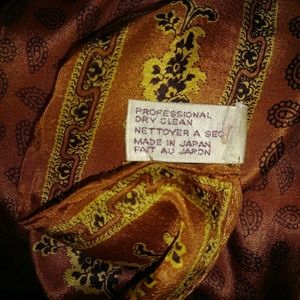 PROFESSIONAL
DRY CLEAN
NETTOYER A SEC
MADE IN JAPAN
FAIT AU JAPON